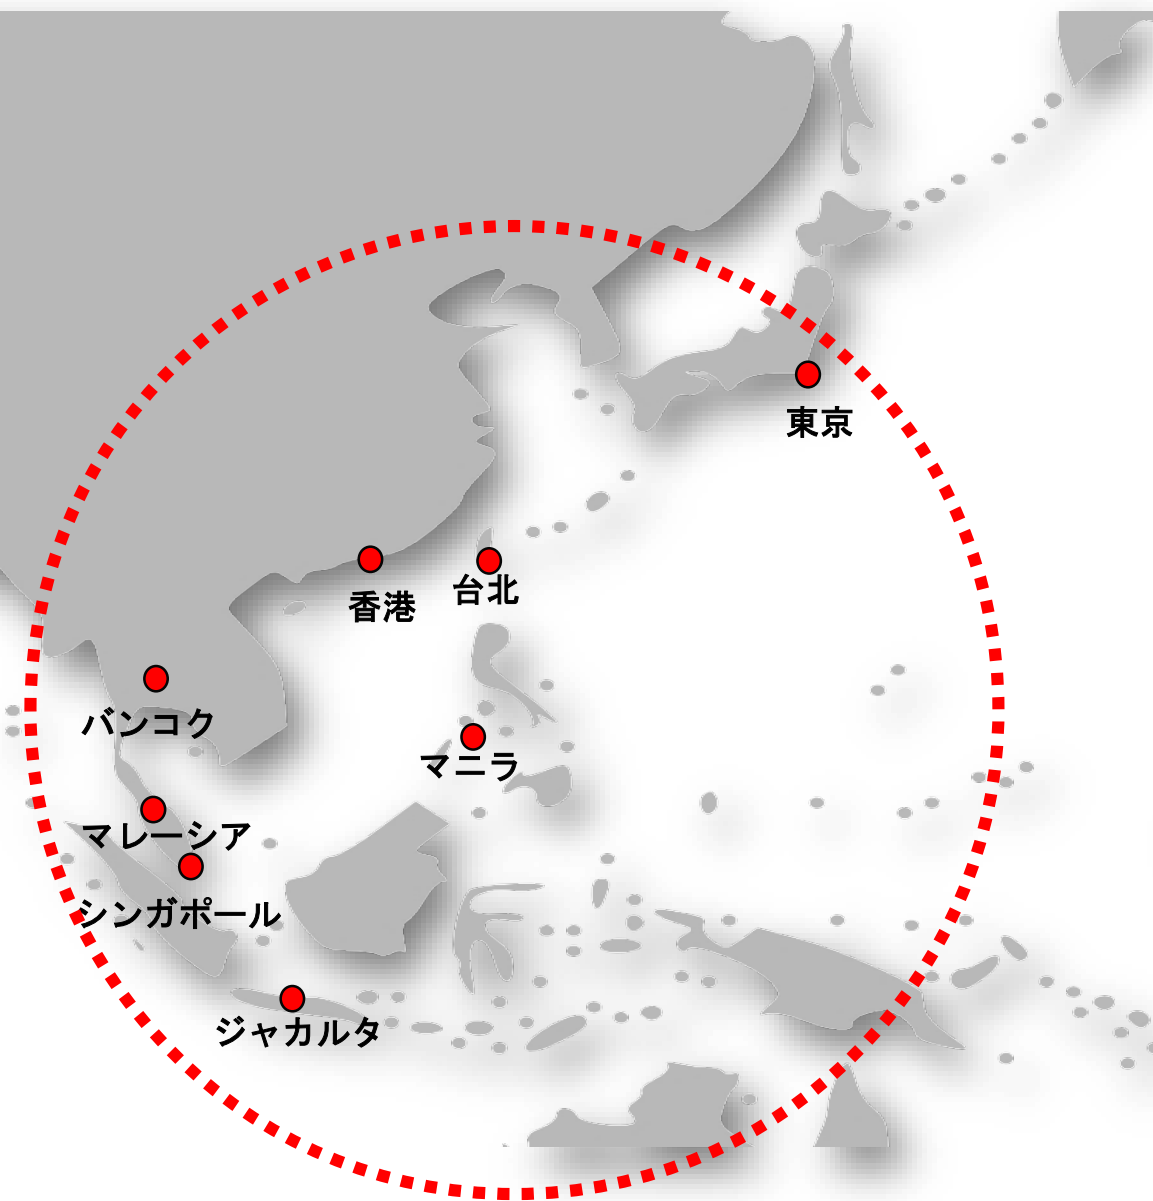 東京
台北
香港
バンコク
マニラ
マレーシア
シンガポール
ジャカルタ